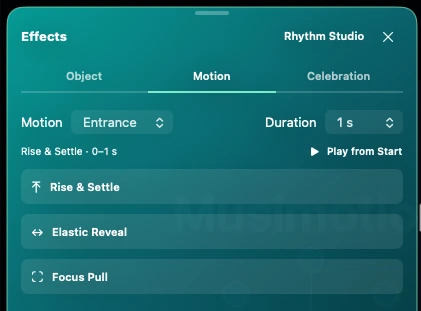 Effects
Rhythm Studio
Object
Motion
Celebration
Motion
Entrance
Duration
1 s
Rise & Settle · 0–1 s
Play from Start
Rise & Settle
Elastic Reveal
Focus Pull